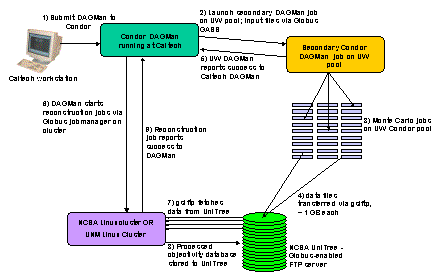 1) Submit DAGMan to
Condor
2) Launch secondary DAGMan job
on UW pool; input files via Globus
GASS
Condor DAGMan
running at Caltech
Secondary Condor
DAGMan job on UW
pool
5) UW DAGMan
reports success to
Caltech DAGMan
Caltech workstation
6) DAGMan starts
reconstruction jobs via
Globus jobmanager on
cluster
9) Reconstruction
job reports
success to
DAGMan
3) Monte Carlo jobs
on UW Condor pool
4) data files
transferred via gsiftp,
~ 1 GB each
7) gsiftp fetches
data from UniTree
NCSA Linux cluster OR
UNM Linux Cluster
8) Processed
objectivity database
stored to UniTree
NCSA UniTree -
Globus-enabled
FTP server